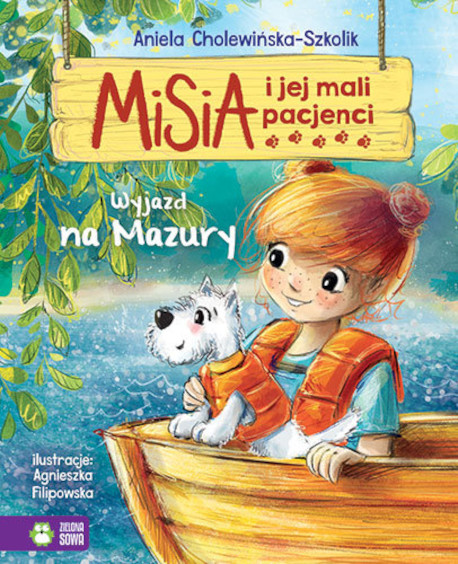 Aniela Cholewińska-Szkolik
MiSiA
i jej mali
pacjenci
Wyjazd
na Mazury
ilustracje:
Agnieszka
Filipowska
ZIELONA
SOWA